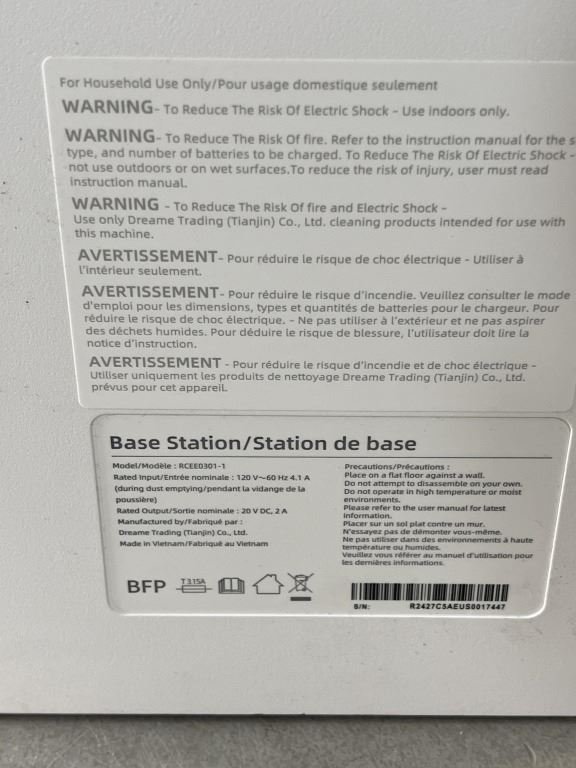 For Household Use Only/Pour usage domestique seulement
WARNING- To Reduce The Risk Of Electric Shock - Use indoors only.
WARNING- To Reduce The Risk Of fire. Refer to the instruction manual for the s
type, and number of batteries to be charged. To Reduce The Risk Of Electric Shock -
not use outdoors or on wet surfaces.To reduce the risk of injury, user must read
instruction manual.
WARNING - To Reduce The Risk Of fire and Electric Shock -
Use only Dreame Trading (Tianjin) Co., Ltd. cleaning products intended for use with
this machine.
AVERTISSEMENT- Pour réduire le risque de choc électrique - Utiliser à
l'intérieur seulement.
AVERTISSEMENT- Pour réduire le risque d'incendie. Veuillez consulter le mode
d'emploi pour les dimensions, types et quantités de batteries pour le chargeur. Pour
réduire le risque de choc électrique. - Ne pas utiliser à l'extérieur et ne pas aspirer
des déchets humides. Pour déduire le risque de blessure, l'utilisateur doit lire la
notice d'instruction.
AVERTISSEMENT - Pour réduire le risque d'incendie et de choc électrique -
Utiliser uniquement les produits de nettoyage Dreame Trading (Tianjin) Co., Ltd.
prévus pour cet appareil.
Base Station/Station de base
Model/Modèle : RCEE0301-1
Rated Input/Entrée nominale : 120 V~60 Hz 4.1 A
(during dust emptying/pendant la vidange de la
poussière)
Rated Output/Sortie nominale : 20 V DC, 2 A
Manufactured by/Fabriqué par :
Dreame Trading (Tianjin) Co., Ltd.
Made in Vietnam/Fabriqué au Vietnam
Precautions/Précautions :
Place on a flat floor against a wall.
Do not attempt to disassemble on your own.
Do not operate in high temperature or moist
environments.
Please refer to the user manual for latest
information.
Placer sur un sol plat contre un mur.
N'essayez pas de démonter vous-même.
Ne pas utiliser dans des environnements à haute
température ou humides.
Veuillez vous référer au manuel d'utilisation pour
les dernières informations.
BFP T3.15A
S/N: R2427C5AEUS0017447